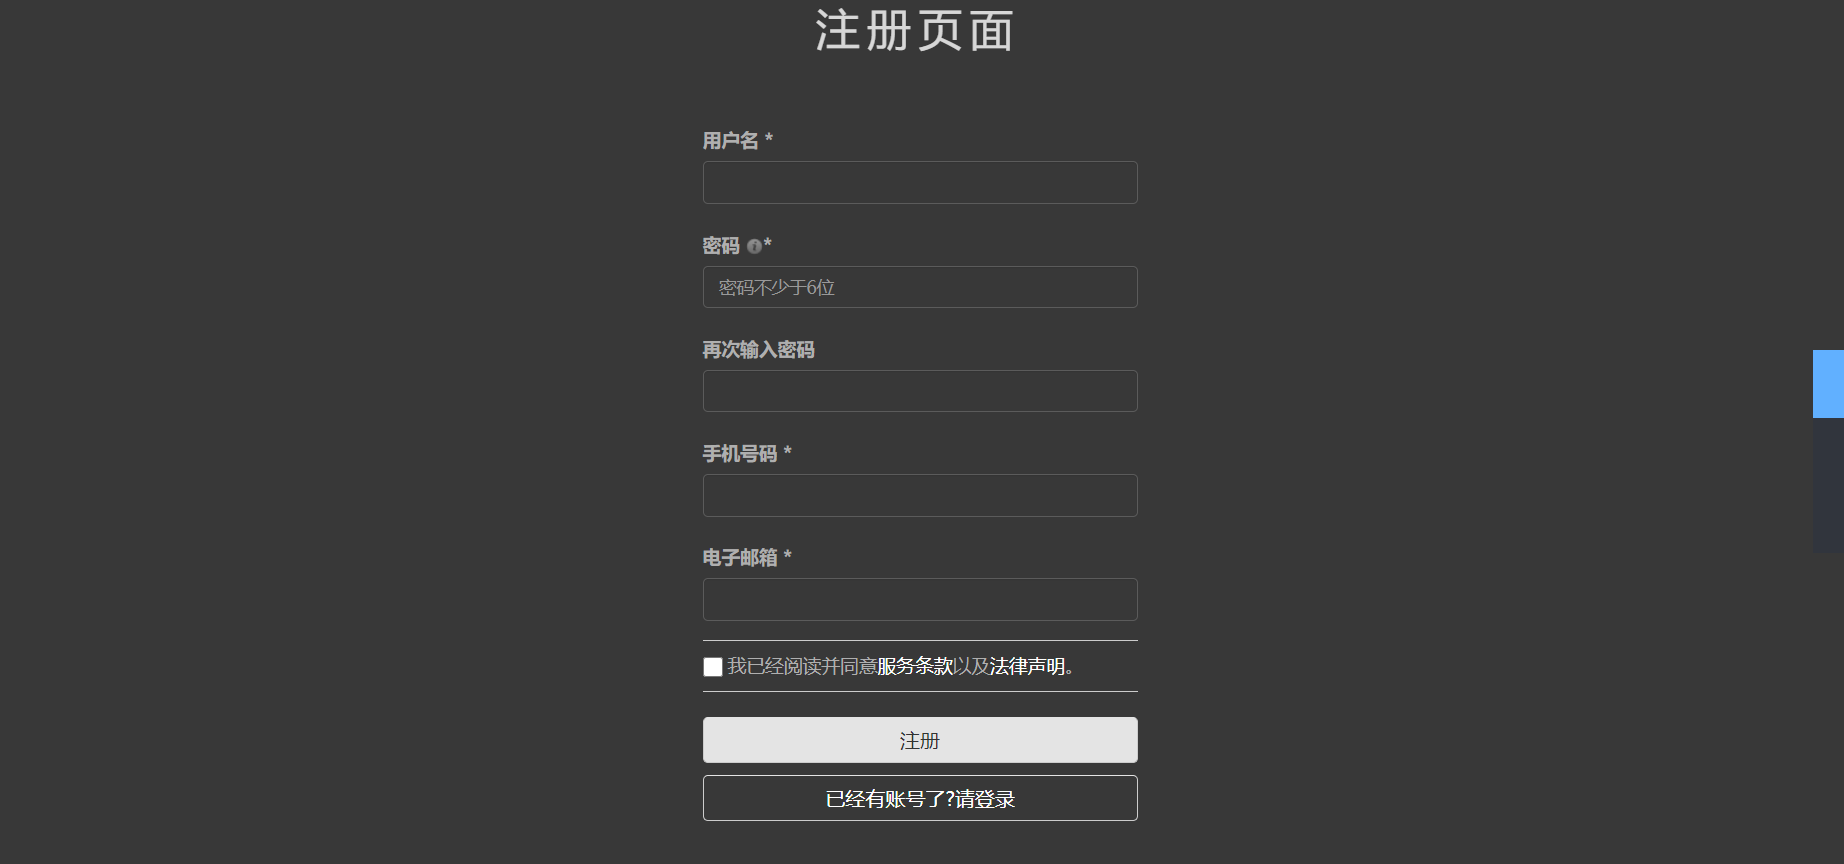 注册页面
用户名 *
密码 *
密码不少于6位
再次输入密码
手机号码 *
电子邮箱 *
我已经阅读并同意服务条款以及法律声明。
注册
已经有账号了?请登录